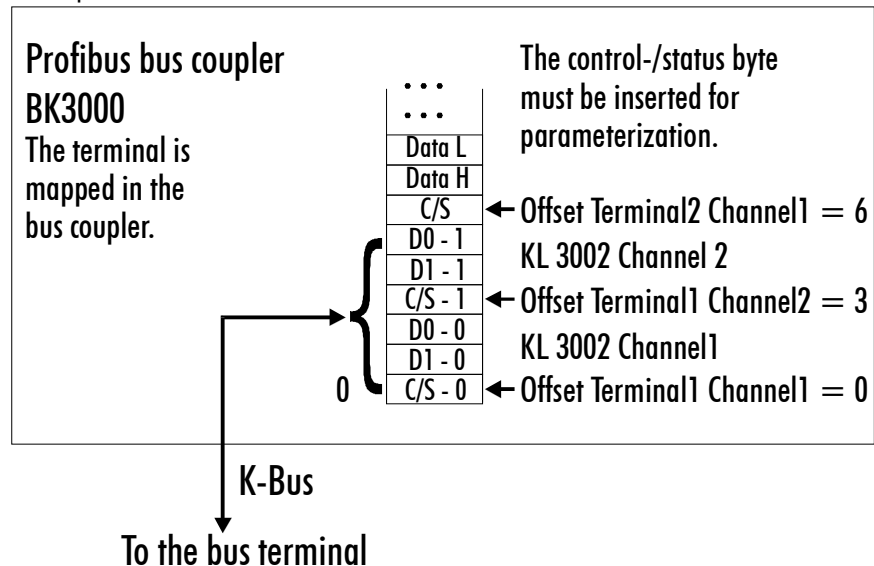 Profibus bus coupler
BK3000
The terminal is
mapped in the
bus coupler.
The control-/status byte
must be inserted for
parameterization.
• • •
• • •
Data L
Data H
C/S
Offset Terminal2 Channel1 = 6
D0 - 1
KL 3002 Channel 2
D1 - 1
C/S - 1
Offset Terminal1 Channel2 = 3
D0 - 0
KL 3002 Channel1
D1 - 0
0
C/S - 0
Offset Terminal1 Channel1 = 0
K-Bus
To the bus terminal